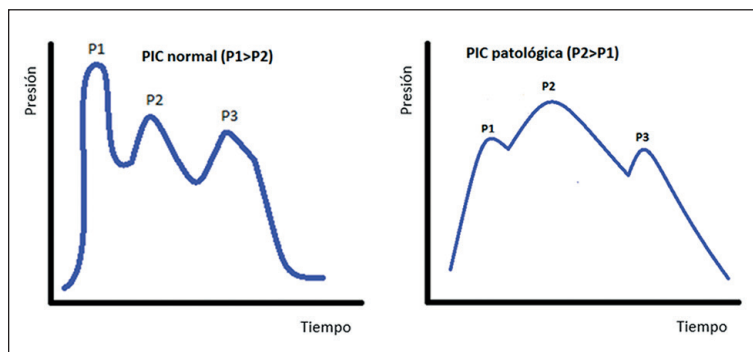 PIC normal (P1>P2)
P1
P2
P3
Presión
Tiempo
PIC patológica (P2>P1)
P1
P2
P3
Presión
Tiempo